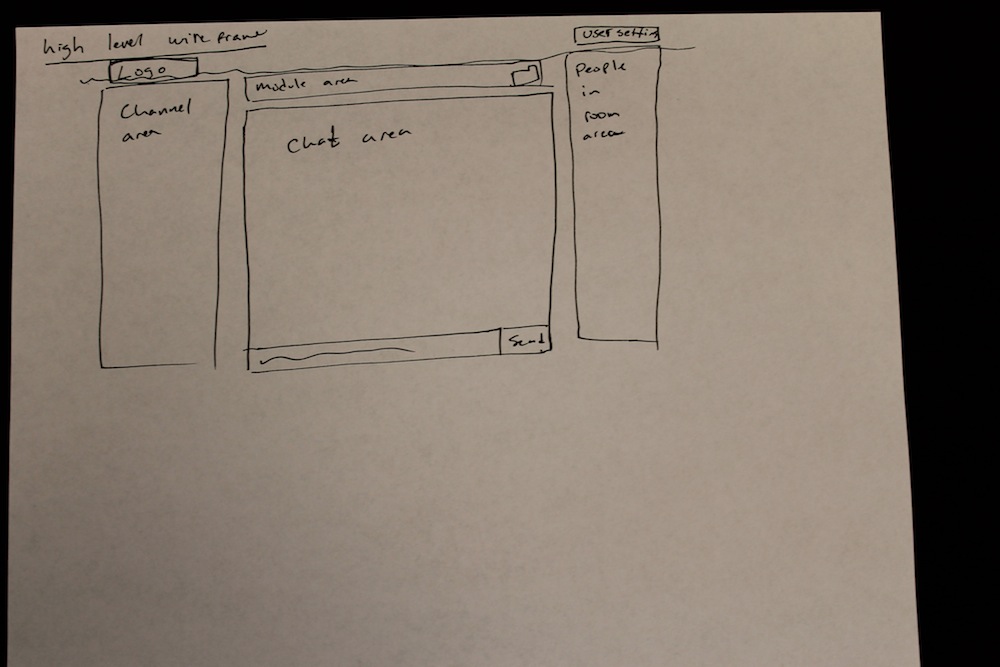 high level wire frame
user settin
Logo
module area
People
in
room
area
Channel
area
Chat area
Send